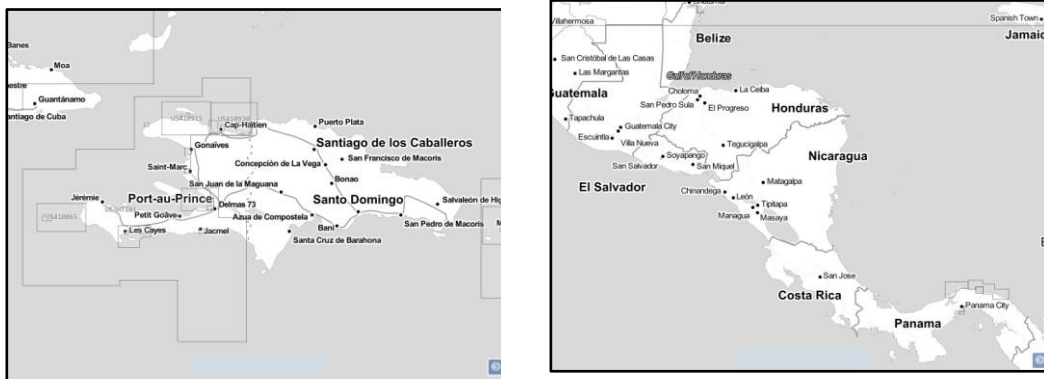 Banes
Moa
Guantánamo
antiago de Cuba
US410915
US410930
Cap-Haïtien
Puerto Plata
Gonaïves
Santiago de los Caballeros
San Francisco de Macorís
Concepción de La Vega
Saint-Marc
Bonao
San Juan de la Maguana
Jérémie
Port-au-Prince
Delmas 73
Santo Domingo
Salvaleón de Hig
US410065
Petit Goâve
Azua de Compostela
San Pedro de Macorís
Les Cayes
Jacmel
Baní
Santa Cruz de Barahona
Villahermosa
Choloma
Belize
Spanish Town
Jamaic
San Cristóbal de Las Casas
Las Margaritas
Gulf of Honduras
Guatemala
La Ceiba
San Pedro Sula
El Progreso
Honduras
Tapachula
Guatemala City
Escuintla
Villa Nueva
Tegucigalpa
Soyapango
San Salvador
San Miguel
Nicaragua
El Salvador
Matagalpa
Chinandega
León
Tipitapa
Managua
Masaya
San Jose
Costa Rica
Panama City
Panama